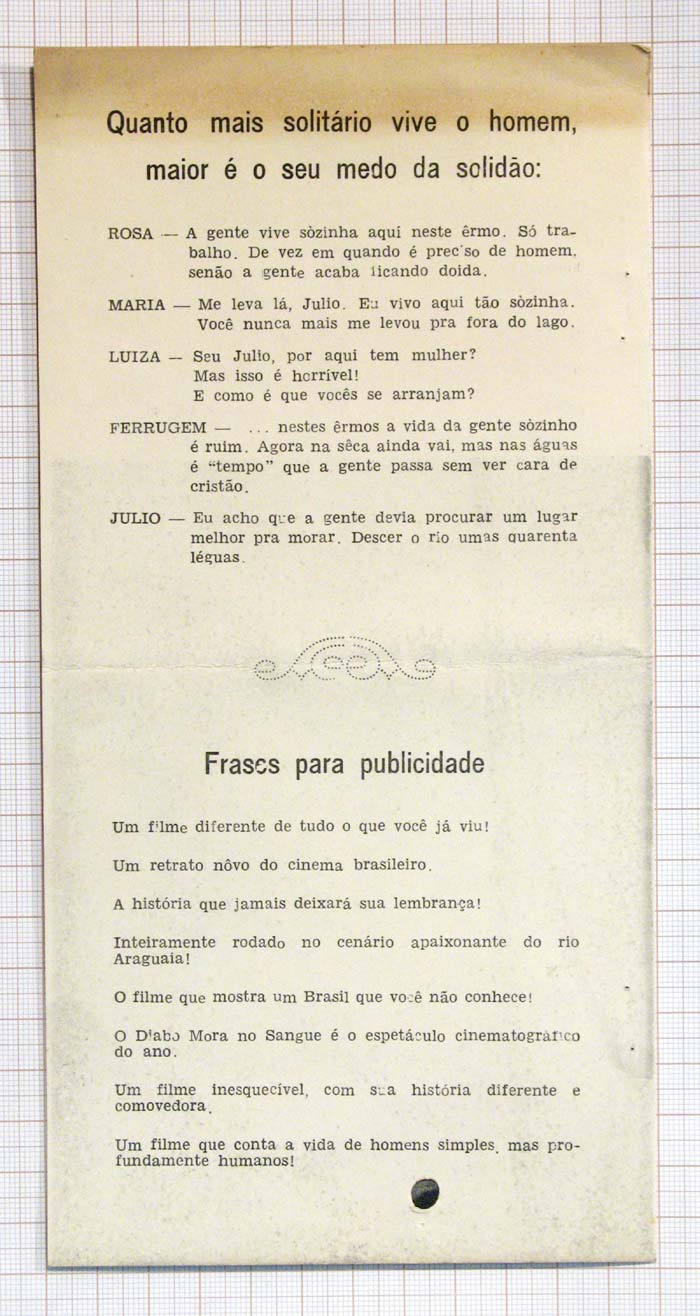 Quanto mais solitário vive o homem,
maior é o seu medo da solidão:
ROSA — A gente vive sòzinha aqui neste êrmo. Só tra-
balho. De vez em quando é preciso de homem,
senão a gente acaba ficando doida.
MARIA — Me leva lá, Julio. Eu vivo aqui tão sòzinha.
Você nunca mais me levou pra fora do lago.
LUIZA — Seu Julio, por aqui tem mulher?
Mas isso é horrível!
E como é que vocês se arranjam?
FERRUGEM — ... nestes êrmos a vida da gente sòzinho
é ruim. Agora na sêca ainda vai, mas nas águas
é “tempo” que a gente passa sem ver cara de
cristão.
JULIO — Eu acho que a gente devia procurar um lugar
melhor pra morar. Descer o rio umas quarenta
léguas.
Frases para publicidade
Um filme diferente de tudo o que você já viu!
Um retrato nôvo do cinema brasileiro.
A história que jamais deixará sua lembrança!
Inteiramente rodado no cenário apaixonante do rio
Araguaia!
O filme que mostra um Brasil que você não conhece!
O Diabo Mora no Sangue é o espetáculo cinematográfico
do ano.
Um filme inesquecível, com sua história diferente e
comovedora.
Um filme que conta a vida de homens simples, mas pro-
fundamente humanos!